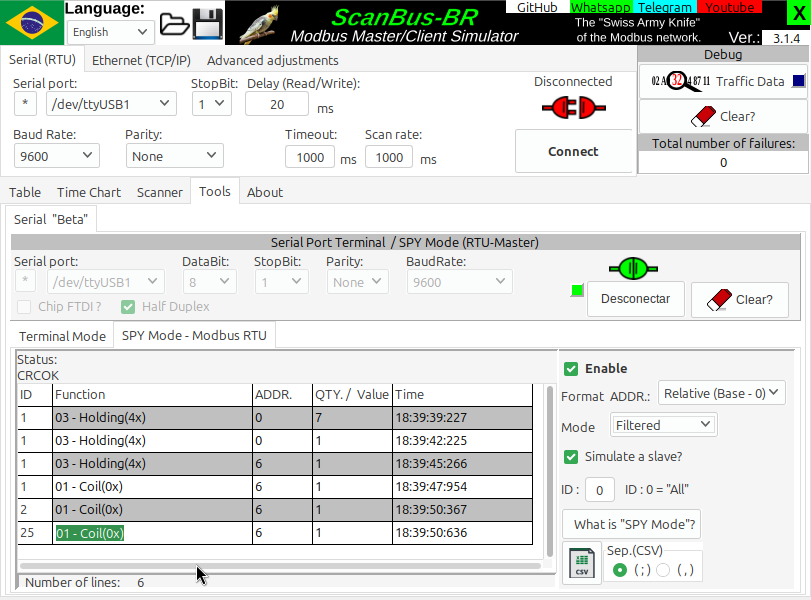 Language:
English
ScanBus-BR
Modbus Master/Client Simulator
GitHub Whatsapp Telegram Youtube
The "Swiss Army Knife"
of the Modbus network.
Ver.: 3.1.4
X
Serial (RTU) Ethernet (TCP/IP) Advanced adjustments
Serial port: StopBit: Delay (Read/Write):
* /dev/ttyUSB1 1 20 ms
Baud Rate: Parity: Timeout: Scan rate:
9600 None 1000 ms 1000 ms
Disconnected
Connect
Debug
02 A 32 4 87 11 Traffic Data
Clear?
Total number of failures:
0
Table Time Chart Scanner Tools About
Serial "Beta"
Serial Port Terminal / SPY Mode (RTU-Master)
Serial port: DataBit: StopBit: Parity: BaudRate:
* /dev/ttyUSB1 8 1 None 9600
Chip FTDI ? Half Duplex
Desconectar Clear?
Terminal Mode SPY Mode - Modbus RTU
Status:
CRCOK
ID Function ADDR. QTY. / Value Time
1 03 - Holding(4x) 0 7 18:39:39:227
1 03 - Holding(4x) 0 1 18:39:42:225
1 03 - Holding(4x) 6 1 18:39:45:266
1 01 - Coil(0x) 6 1 18:39:47:954
2 01 - Coil(0x) 6 1 18:39:50:367
25 01 - Coil(0x) 6 1 18:39:50:636
Number of lines: 6
Enable
Format ADDR.: Relative (Base - 0)
Mode Filtered
Simulate a slave?
ID : 0 ID : 0 = "All"
What is "SPY Mode"?
CSV
Sep.(CSV)
( ; ) ( , )